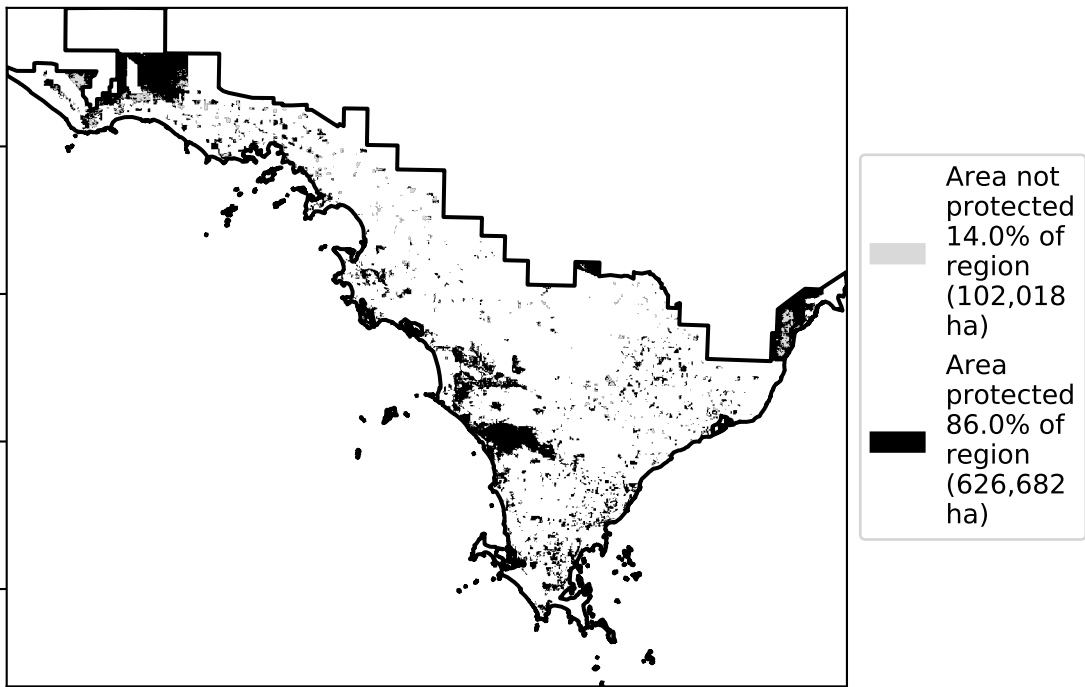 Area not
protected
14.0% of
region
(102,018
ha)
Area
protected
86.0% of
region
(626,682
ha)